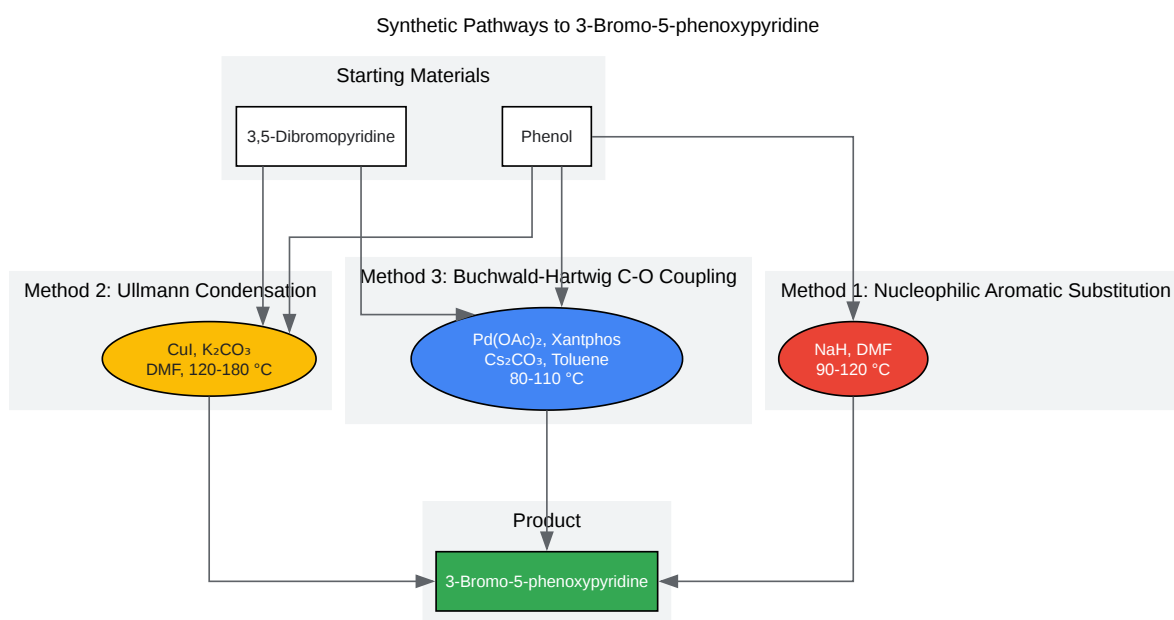 Synthetic Pathways to 3-Bromo-5-phenoxypyridine
Starting Materials
3,5-Dibromopyridine
Phenol
Method 2: Ullmann Condensation
CuI, K₂CO₃
DMF, 120-180 °C
Method 3: Buchwald-Hartwig C-O Coupling
Pd(OAc)₂, Xantphos
Cs₂CO₃, Toluene
80-110 °C
Method 1: Nucleophilic Aromatic Substitution
NaH, DMF
90-120 °C
Product
3-Bromo-5-phenoxypyridine